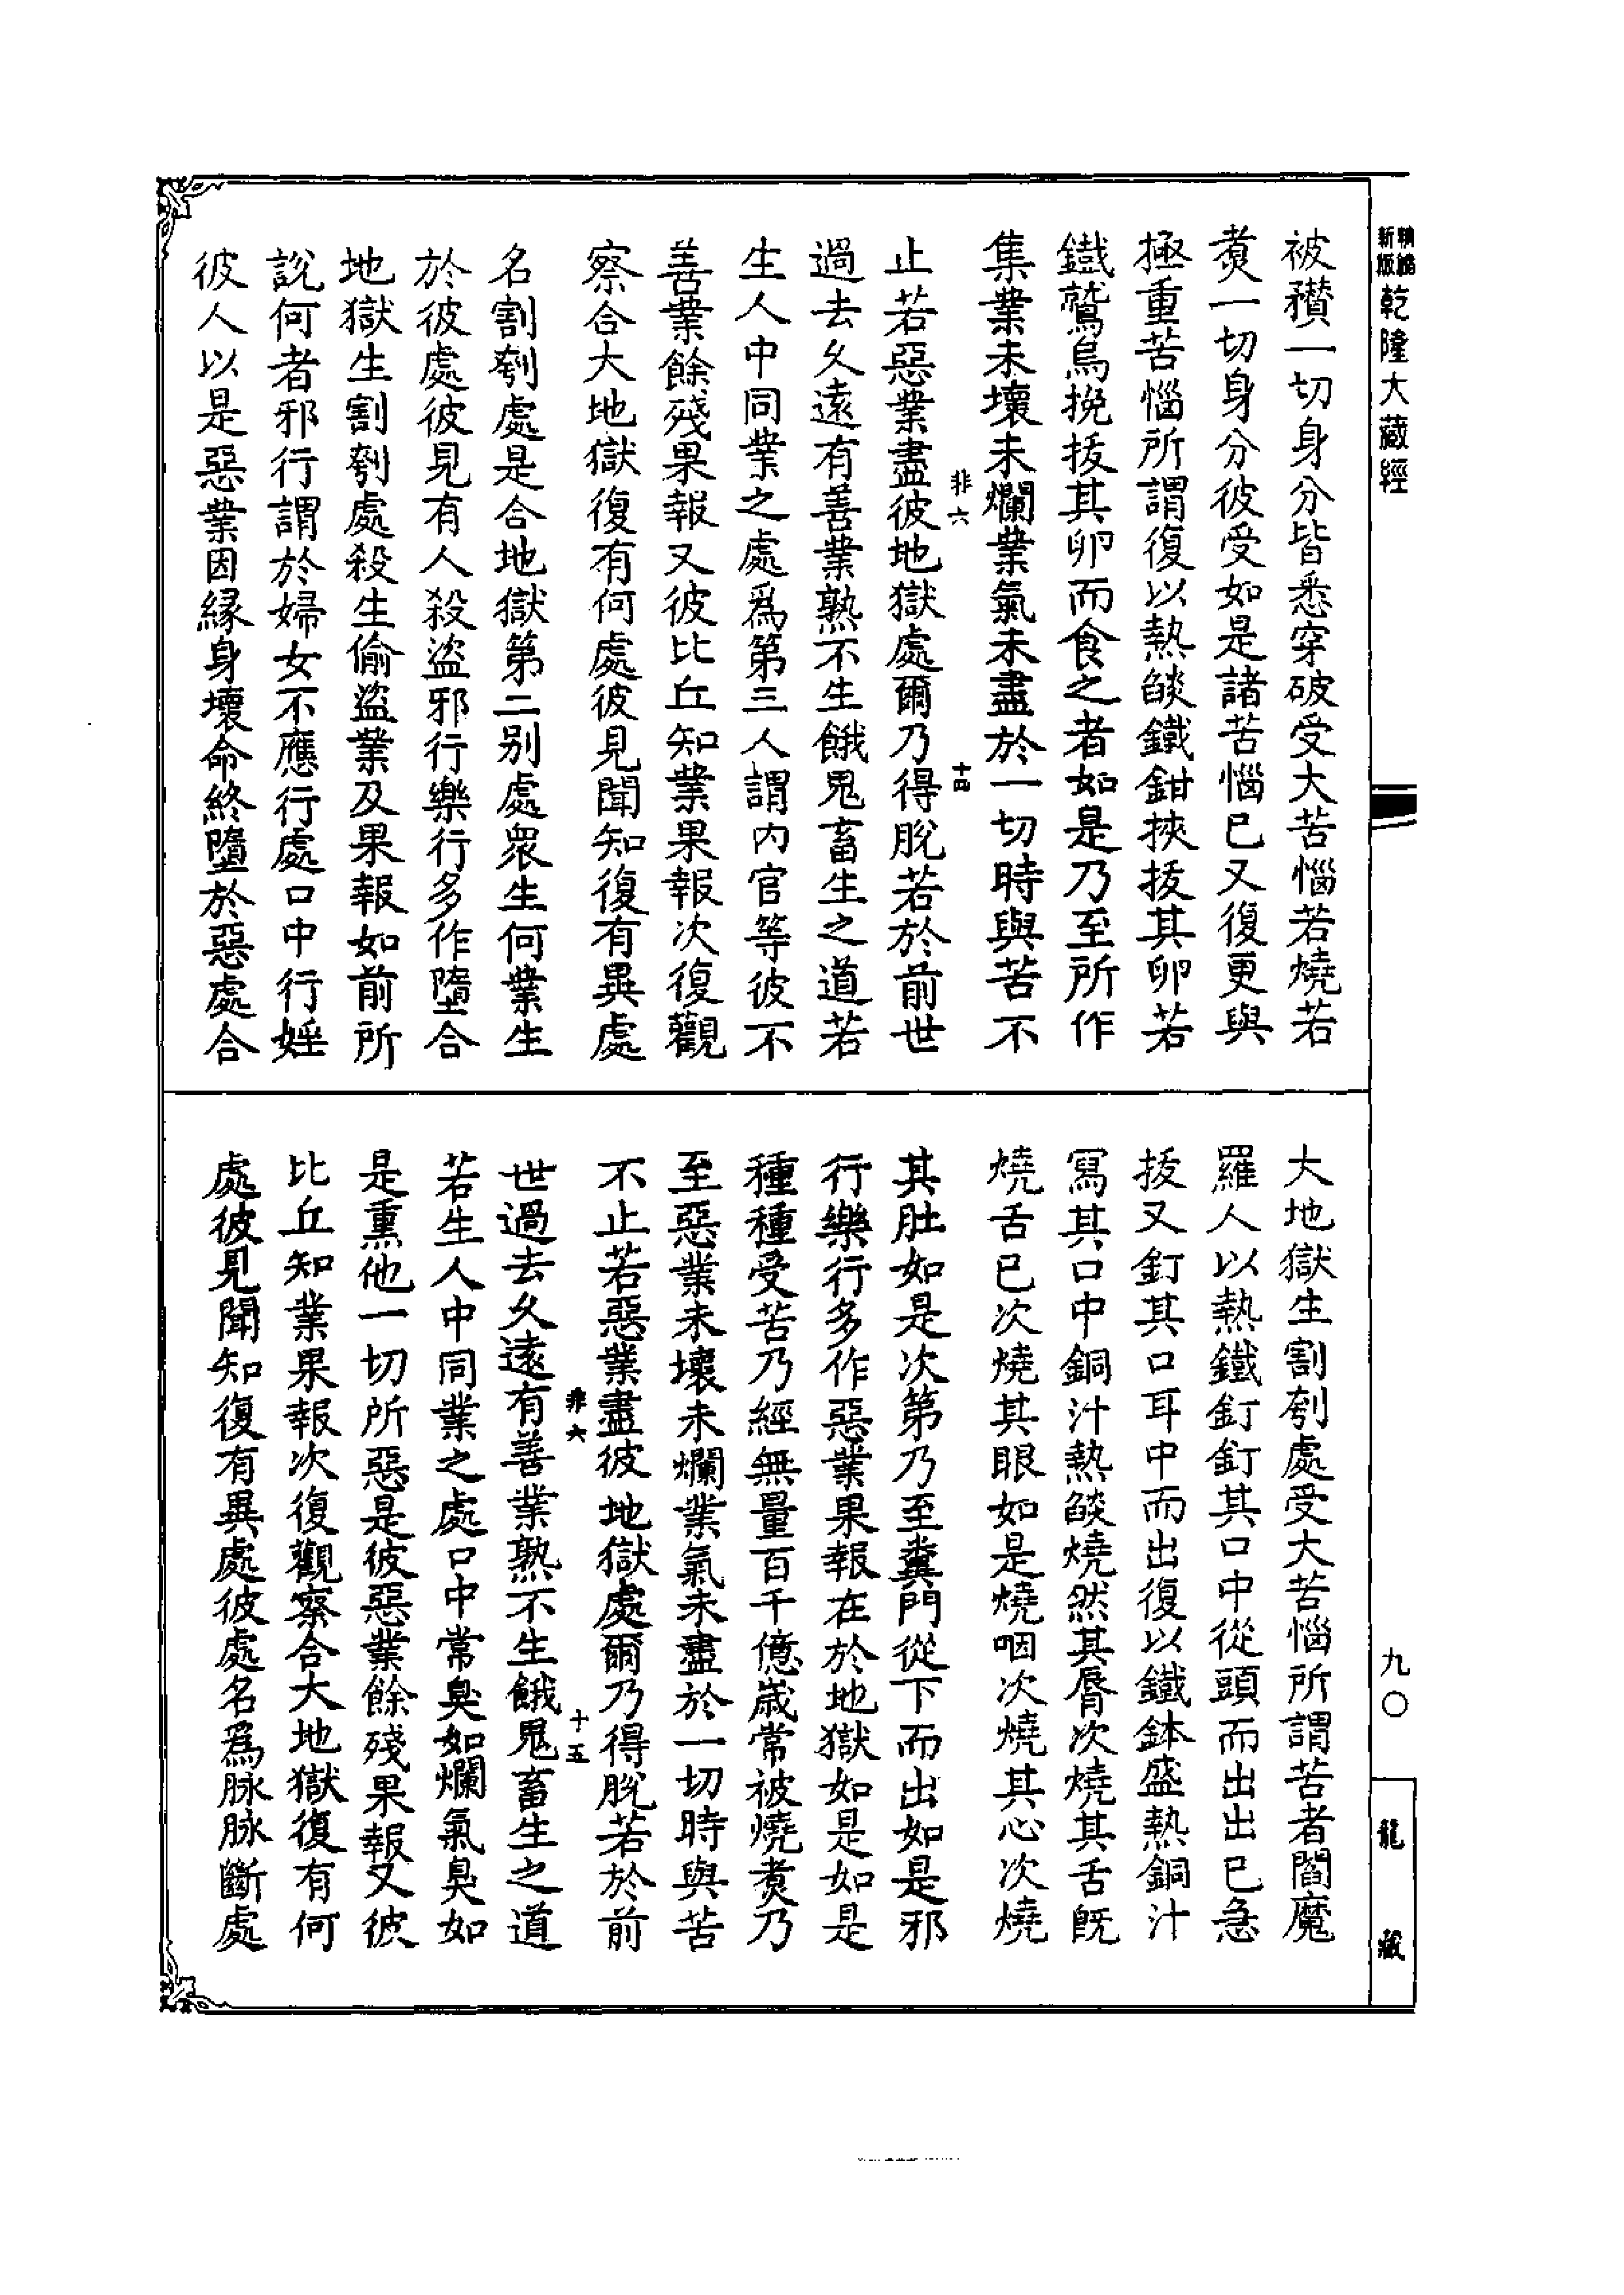 新版
精縮
乾隆大藏經
被䂎一切身分皆悉穿破受大苦惱若燒若
煑一切身分彼受如是諸苦惱已又復更與
極重苦惱所謂復以熱𦦨鐵鉗挾拔其卵若
鐵鷲烏挽拔其卵而食之者如是乃至所作
集業未壞未爛業氣未盡於一切時與苦不
非六
十四
止若惡業盡彼地獄處爾乃得脫若於前世
過去久遠有善業熟不生餓鬼畜生之道若
生人中同業之處爲第三人謂內官等彼不
善業餘殘果報又彼比丘知業果報次復觀
察合大地獄復有何處彼見聞知復有異處
名割刳處是合地獄第二別處衆生何業生
於彼處彼見有人殺盜邪行樂行多作墮合
地獄生割刳處殺生偷盜業及果報如前所
說何者邪行謂於婦女不應行處口中行婬
彼人以是惡業因緣身壞命終墮於惡處合
大地獄生割刳處受大苦惱所謂苦者閻魔
羅人以熱鐵釘釘其口中從頭而出出已急
拔又釘其口耳中而出復以鐵鉢盛熱銅汁
寫其口中銅汁熱𦦨燒然其脣次燒其舌旣
燒舌已次燒其眼如是燒咽次燒其心次燒
其肚如是次第乃至糞門從下而出如是邪
行樂行多作惡業果報在於地獄如是如是
種種受苦乃經無量百千億歲常被燒煑乃
至惡業未壞未爛業氣未盡於一切時與苦
不止若惡業盡彼地獄處爾乃得脫若於前
非六
十五
世過去久遠有善業熟不生餓鬼畜生之道
若生人中同業之處口中常臭如爛氣臭如
是熏他一切所惡是彼惡業餘殘果報又彼
比丘知業果報次復觀察合大地獄復有何
處彼見聞知復有異處彼處名爲脉脉斷處
九〇
龍藏